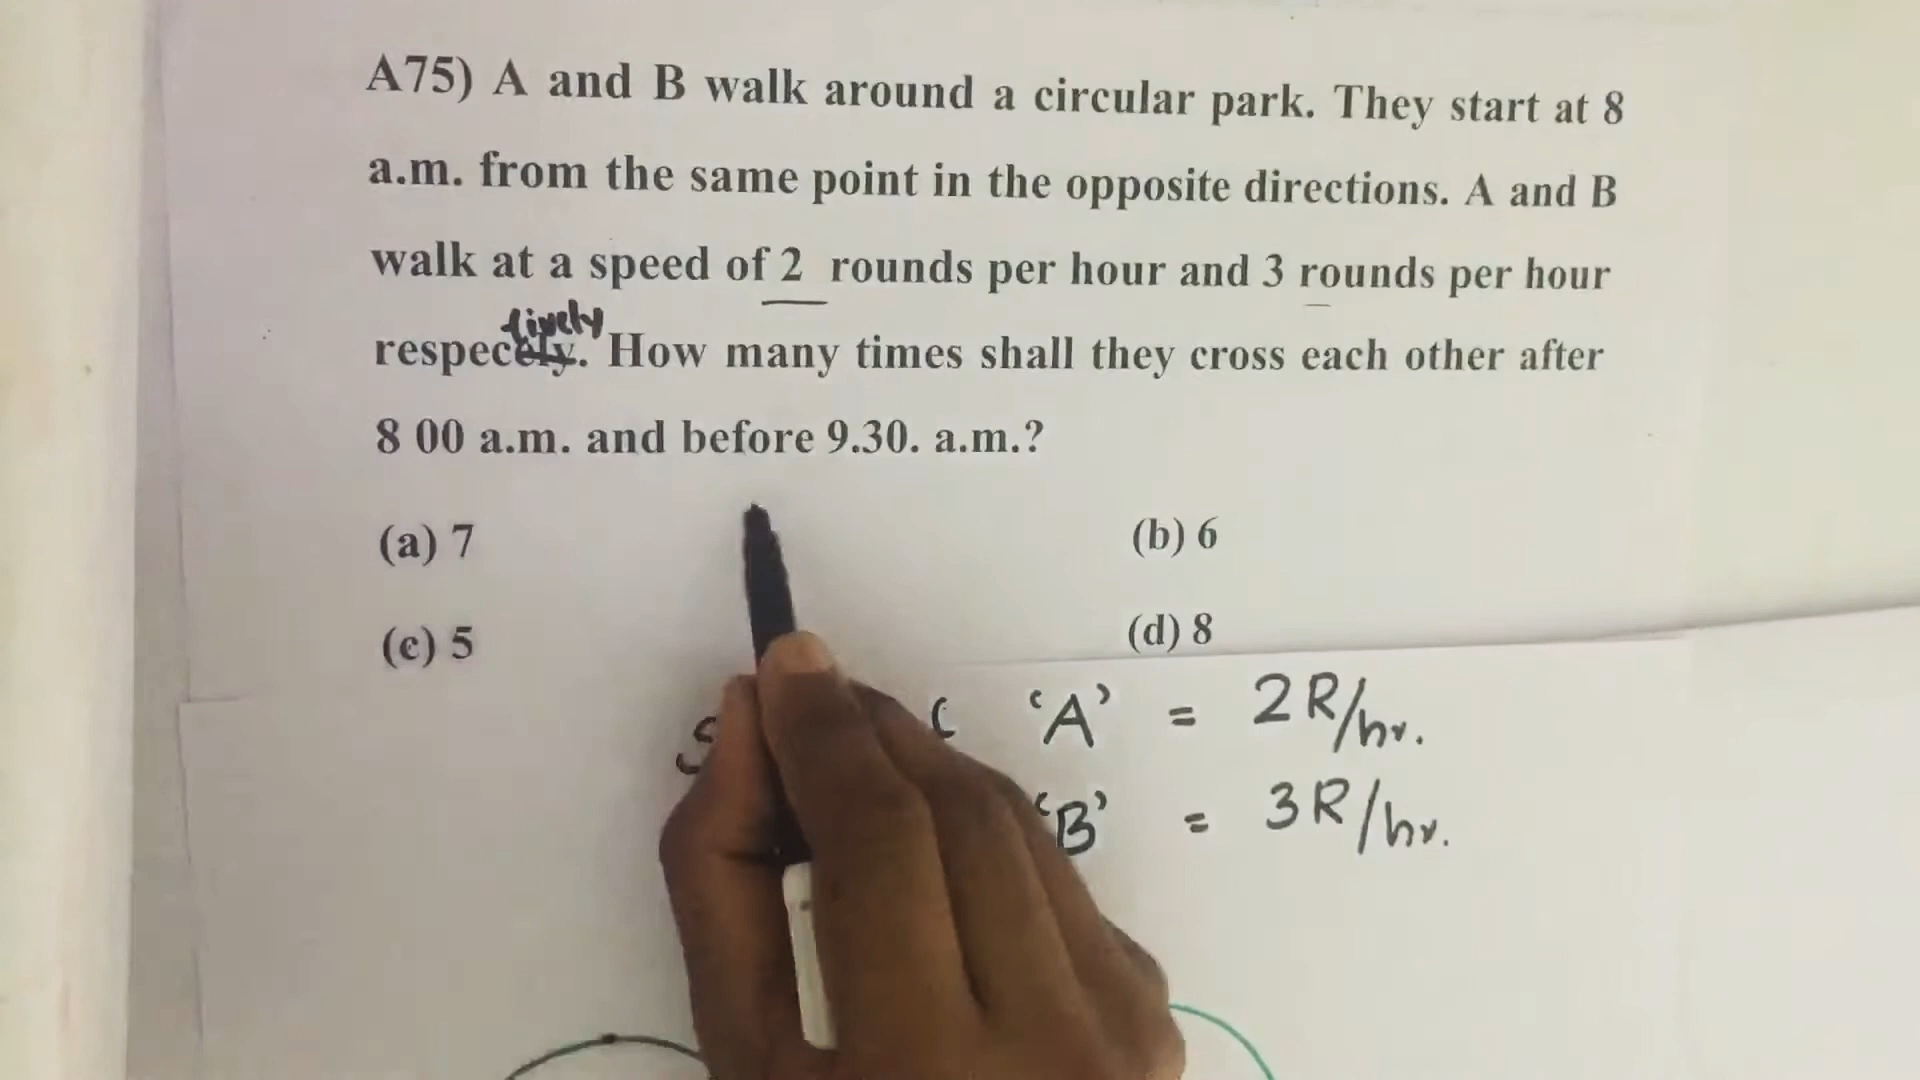 A75) A and B walk around a circular park. They start at 8
a.m. from the same point in the opposite directions. A and B
walk at a speed of 2 rounds per hour and 3 rounds per hour
tively
respecely. How many times shall they cross each other after
8 00 a.m. and before 9.30. a.m.?
(a) 7 (b) 6
(c) 5 (d) 8
'A' = 2R/hr.
'B' = 3R/hr.